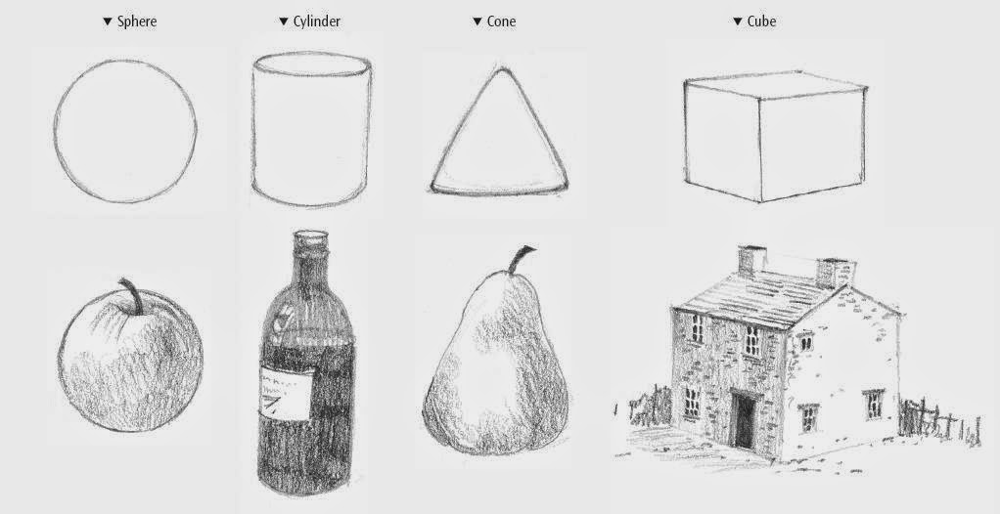 ▼ Sphere
▼ Cylinder
▼ Cone
▼ Cube